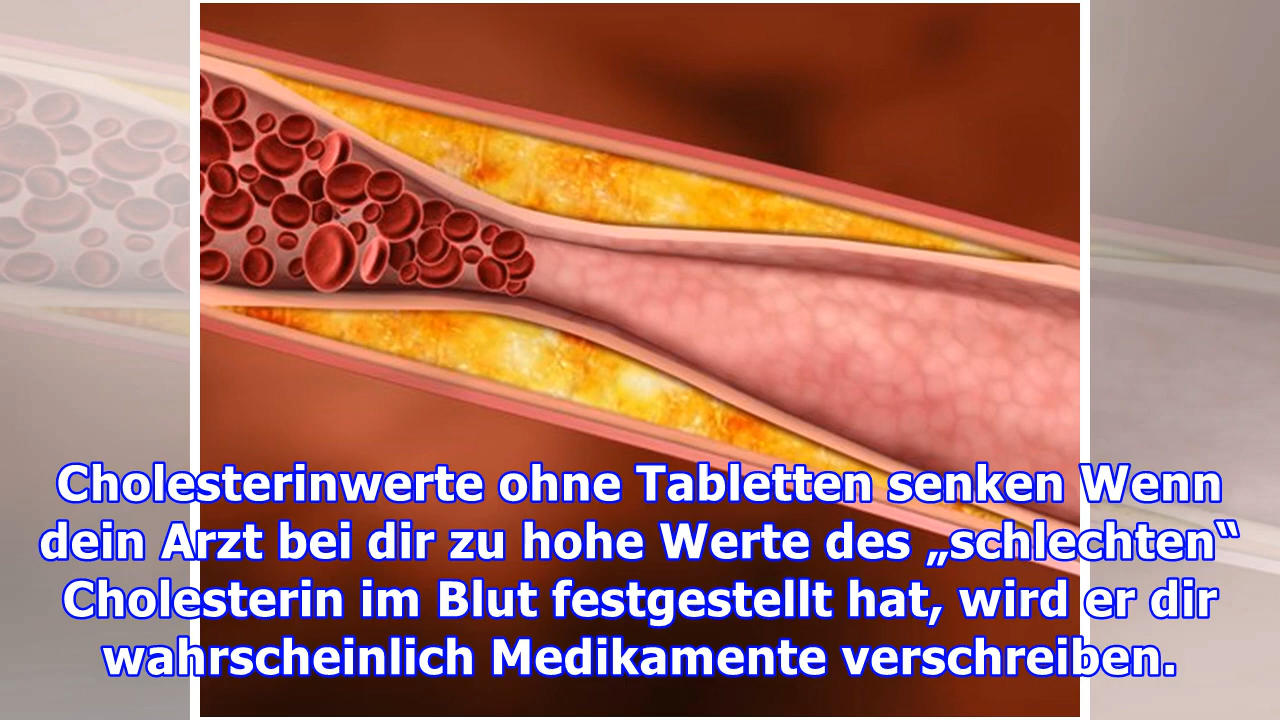 Cholesterinwerte ohne Tabletten senken Wenn
dein Arzt bei dir zu hohe Werte des „schlechten“
Cholesterin im Blut festgestellt hat, wird er dir
wahrscheinlich Medikamente verschreiben.